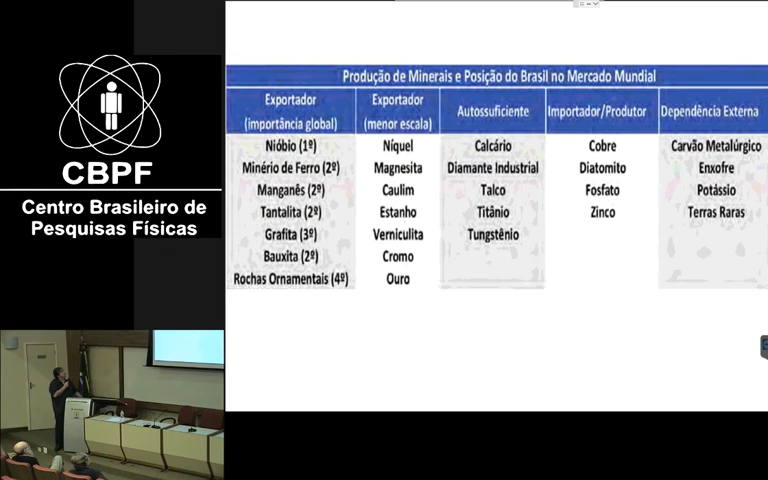 CBPF
Centro Brasileiro de
Pesquisas Físicas
Produção de Minerais e Posição do Brasil no Mercado Mundial
Exportador
(importância global)
Exportador
(menor escala)
Autossuficiente
Importador/Produtor
Dependência Externa
Nióbio (1º) Níquel Calcário Cobre Carvão Metalúrgico
Minério de Ferro (2º) Magnesita Diamante Industrial Diatomito Enxofre
Manganês (2º) Caulim Talco Fosfato Potássio
Tantalita (2º) Estanho Titânio Zinco Terras Raras
Grafita (3º) Verniculita Tungstênio
Bauxita (2º) Cromo
Rochas Ornamentais (4º) Ouro